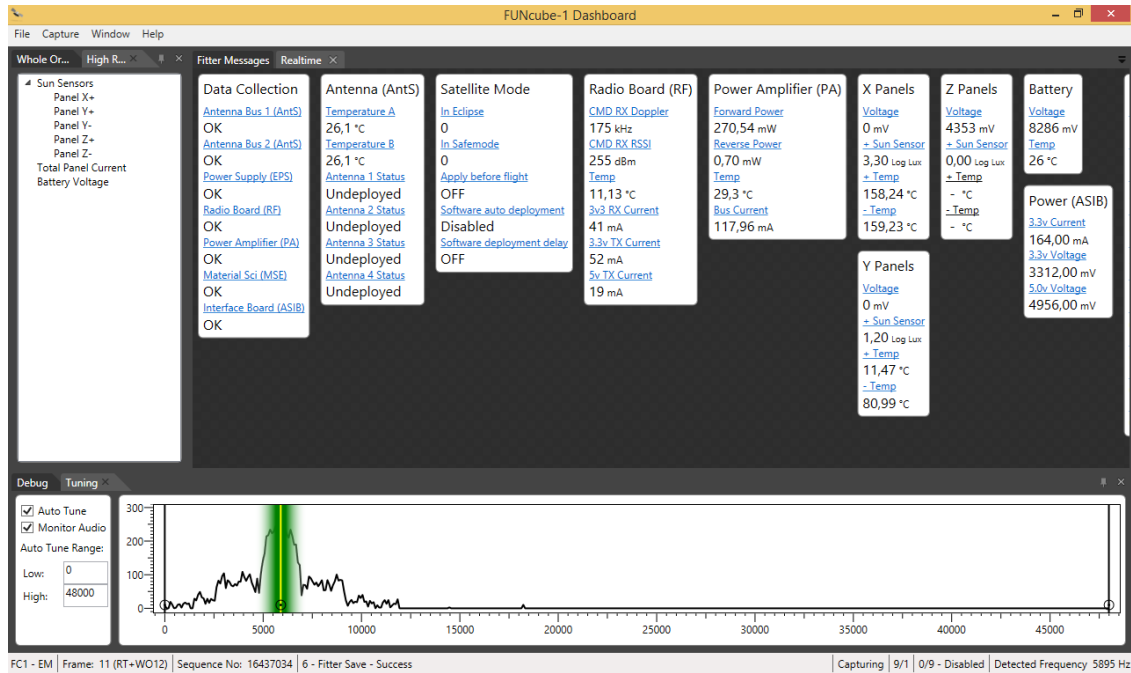 FUNcube-1 Dashboard
File Capture Window Help
Whole Or... High R...
Sun Sensors
Panel X+
Panel Y+
Panel Y-
Panel Z+
Panel Z-
Total Panel Current
Battery Voltage
Fitter Messages Realtime
Data Collection
Antenna Bus 1 (AntS)
OK
Antenna Bus 2 (AntS)
OK
Power Supply (EPS)
OK
Radio Board (RF)
OK
Power Amplifier (PA)
OK
Material Sci (MSE)
OK
Interface Board (ASIB)
OK
Antenna (AntS)
Temperature A
26,1 °C
Temperature B
26,1 °C
Antenna 1 Status
Undeployed
Antenna 2 Status
Undeployed
Antenna 3 Status
Undeployed
Antenna 4 Status
Undeployed
Satellite Mode
In Eclipse
0
In Safemode
0
Apply before flight
OFF
Software auto deployment
Disabled
Software deployment delay
OFF
Radio Board (RF)
CMD RX Doppler
175 kHz
CMD RX RSSI
255 dBm
Temp
11,13 °C
3v3 RX Current
41 mA
3.3v TX Current
52 mA
5v TX Current
19 mA
Power Amplifier (PA)
Forward Power
270,54 mW
Reverse Power
0,70 mW
Temp
29,3 °C
Bus Current
117,96 mA
X Panels
Voltage
0 mV
+ Sun Sensor
3,30 Log Lux
+ Temp
158,24 °C
- Temp
159,23 °C
Y Panels
Voltage
0 mV
+ Sun Sensor
1,20 Log Lux
+ Temp
11,47 °C
- Temp
80,99 °C
Z Panels
Voltage
4353 mV
+ Sun Sensor
0,00 Log Lux
+ Temp
- °C
- Temp
- °C
Battery
Voltage
8286 mV
Temp
26 °C
Power (ASIB)
3.3v Current
164,00 mA
3.3v Voltage
3312,00 mV
5.0v Voltage
4956,00 mV
Debug Tuning
Auto Tune
Monitor Audio
Auto Tune Range:
Low: 0
High: 48000
300
200
100
0
0 5000 10000 15000 20000 25000 30000 35000 40000 45000
FC1 - EM Frame: 11 (RT+WO12) Sequence No: 16437034 6 - Fitter Save - Success Capturing 9/1 0/9 - Disabled Detected Frequency 5895 Hz